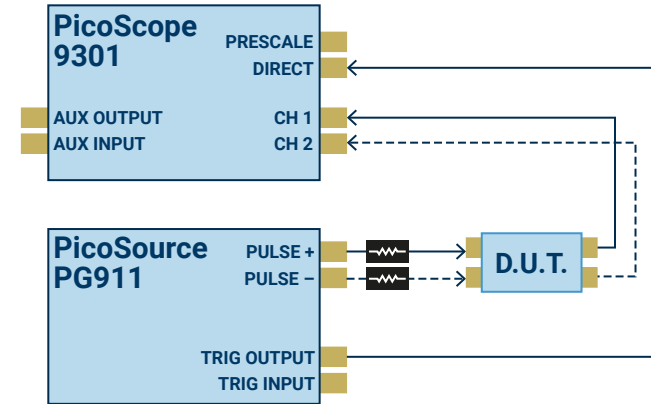 PicoScope
9301
PRESCALE
DIRECT
AUX OUTPUT
CH 1
AUX INPUT
CH 2
PicoSource
PG911
PULSE +
PULSE –
D.U.T.
TRIG OUTPUT
TRIG INPUT